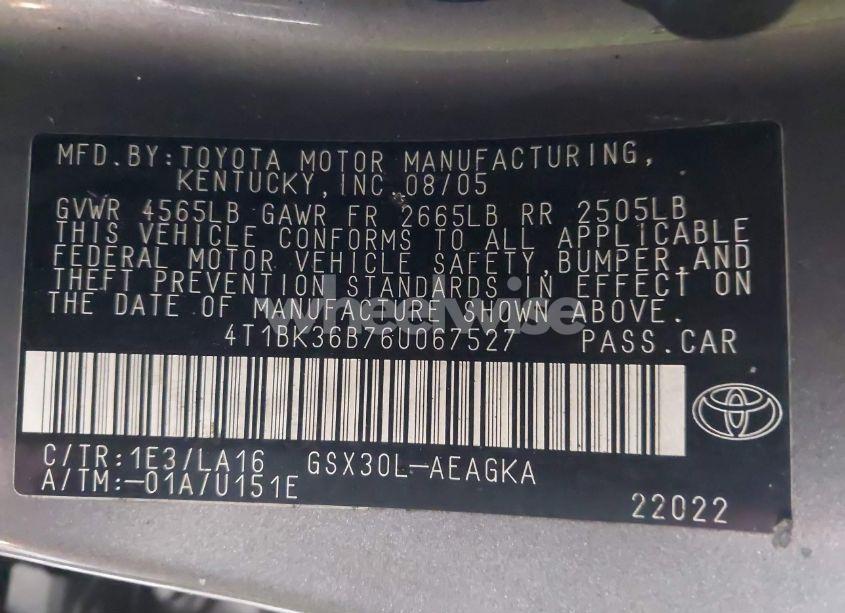 MFD.BY:TOYOTA MOTOR MANUFACTURING,
KENTUCKY,INC.08/05
GVWR 4565LB GAWR FR 2665LB RR 2505LB
THIS VEHICLE CONFORMS TO ALL APPLICABLE
FEDERAL MOTOR VEHICLE SAFETY,BUMPER,AND
THEFT PREVENTION STANDARDS IN EFFECT ON
THE DATE OF MANUFACTURE SHOWN ABOVE.
wheelwise
4T1BK36B76U067527 PASS.CAR
C/TR:1E3/LA16 GSX30L-AEAGKA
A/TM:-01A/U151E
22022